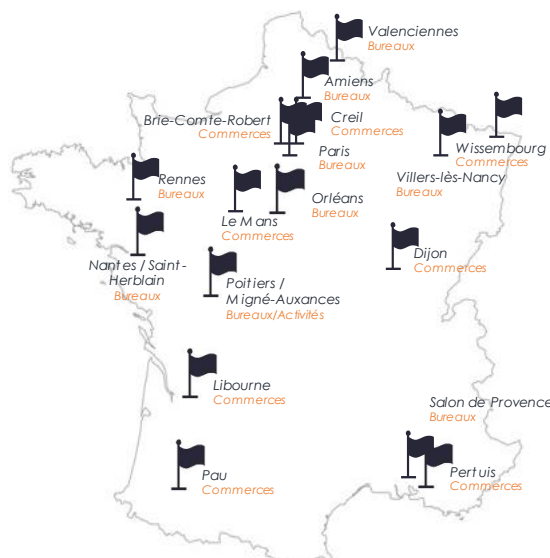 Valenciennes
Bureaux
Amiens
Bureaux
Brie-Comte-Robert
Commerces
Creil
Commerces
Paris
Bureaux
Wissembourg
Commerces
Villers-lès-Nancy
Bureaux
Rennes
Bureaux
Le Mans
Commerces
Orléans
Bureaux
Nantes / Saint-
Herblain
Bureaux
Dijon
Commerces
Poitiers /
Migné-Auxances
Bureaux/Activités
Libourne
Commerces
Salon de Provence
Bureaux
Pau
Commerces
Pertuis
Commerces